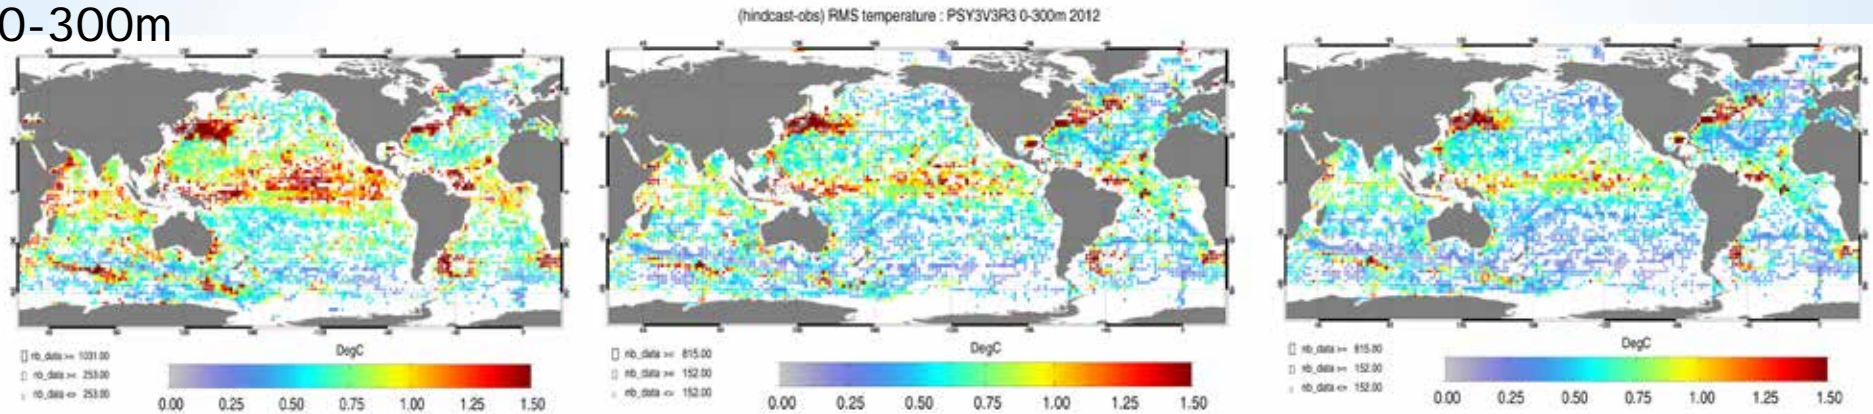 0-300m
(hindcast-obs) RMS temperature : PSY3V3R3 0-300m 2012
DegC
nb_data >= 1031.00
nb_data >= 253.00
nb_data <= 253.00
0.00 0.25 0.50 0.75 1.00 1.25 1.50
DegC
nb_data >= 815.00
nb_data >= 152.00
nb_data <= 152.00
0.00 0.25 0.50 0.75 1.00 1.25 1.50
DegC
nb_data >= 815.00
nb_data >= 152.00
nb_data <= 152.00
0.00 0.25 0.50 0.75 1.00 1.25 1.50